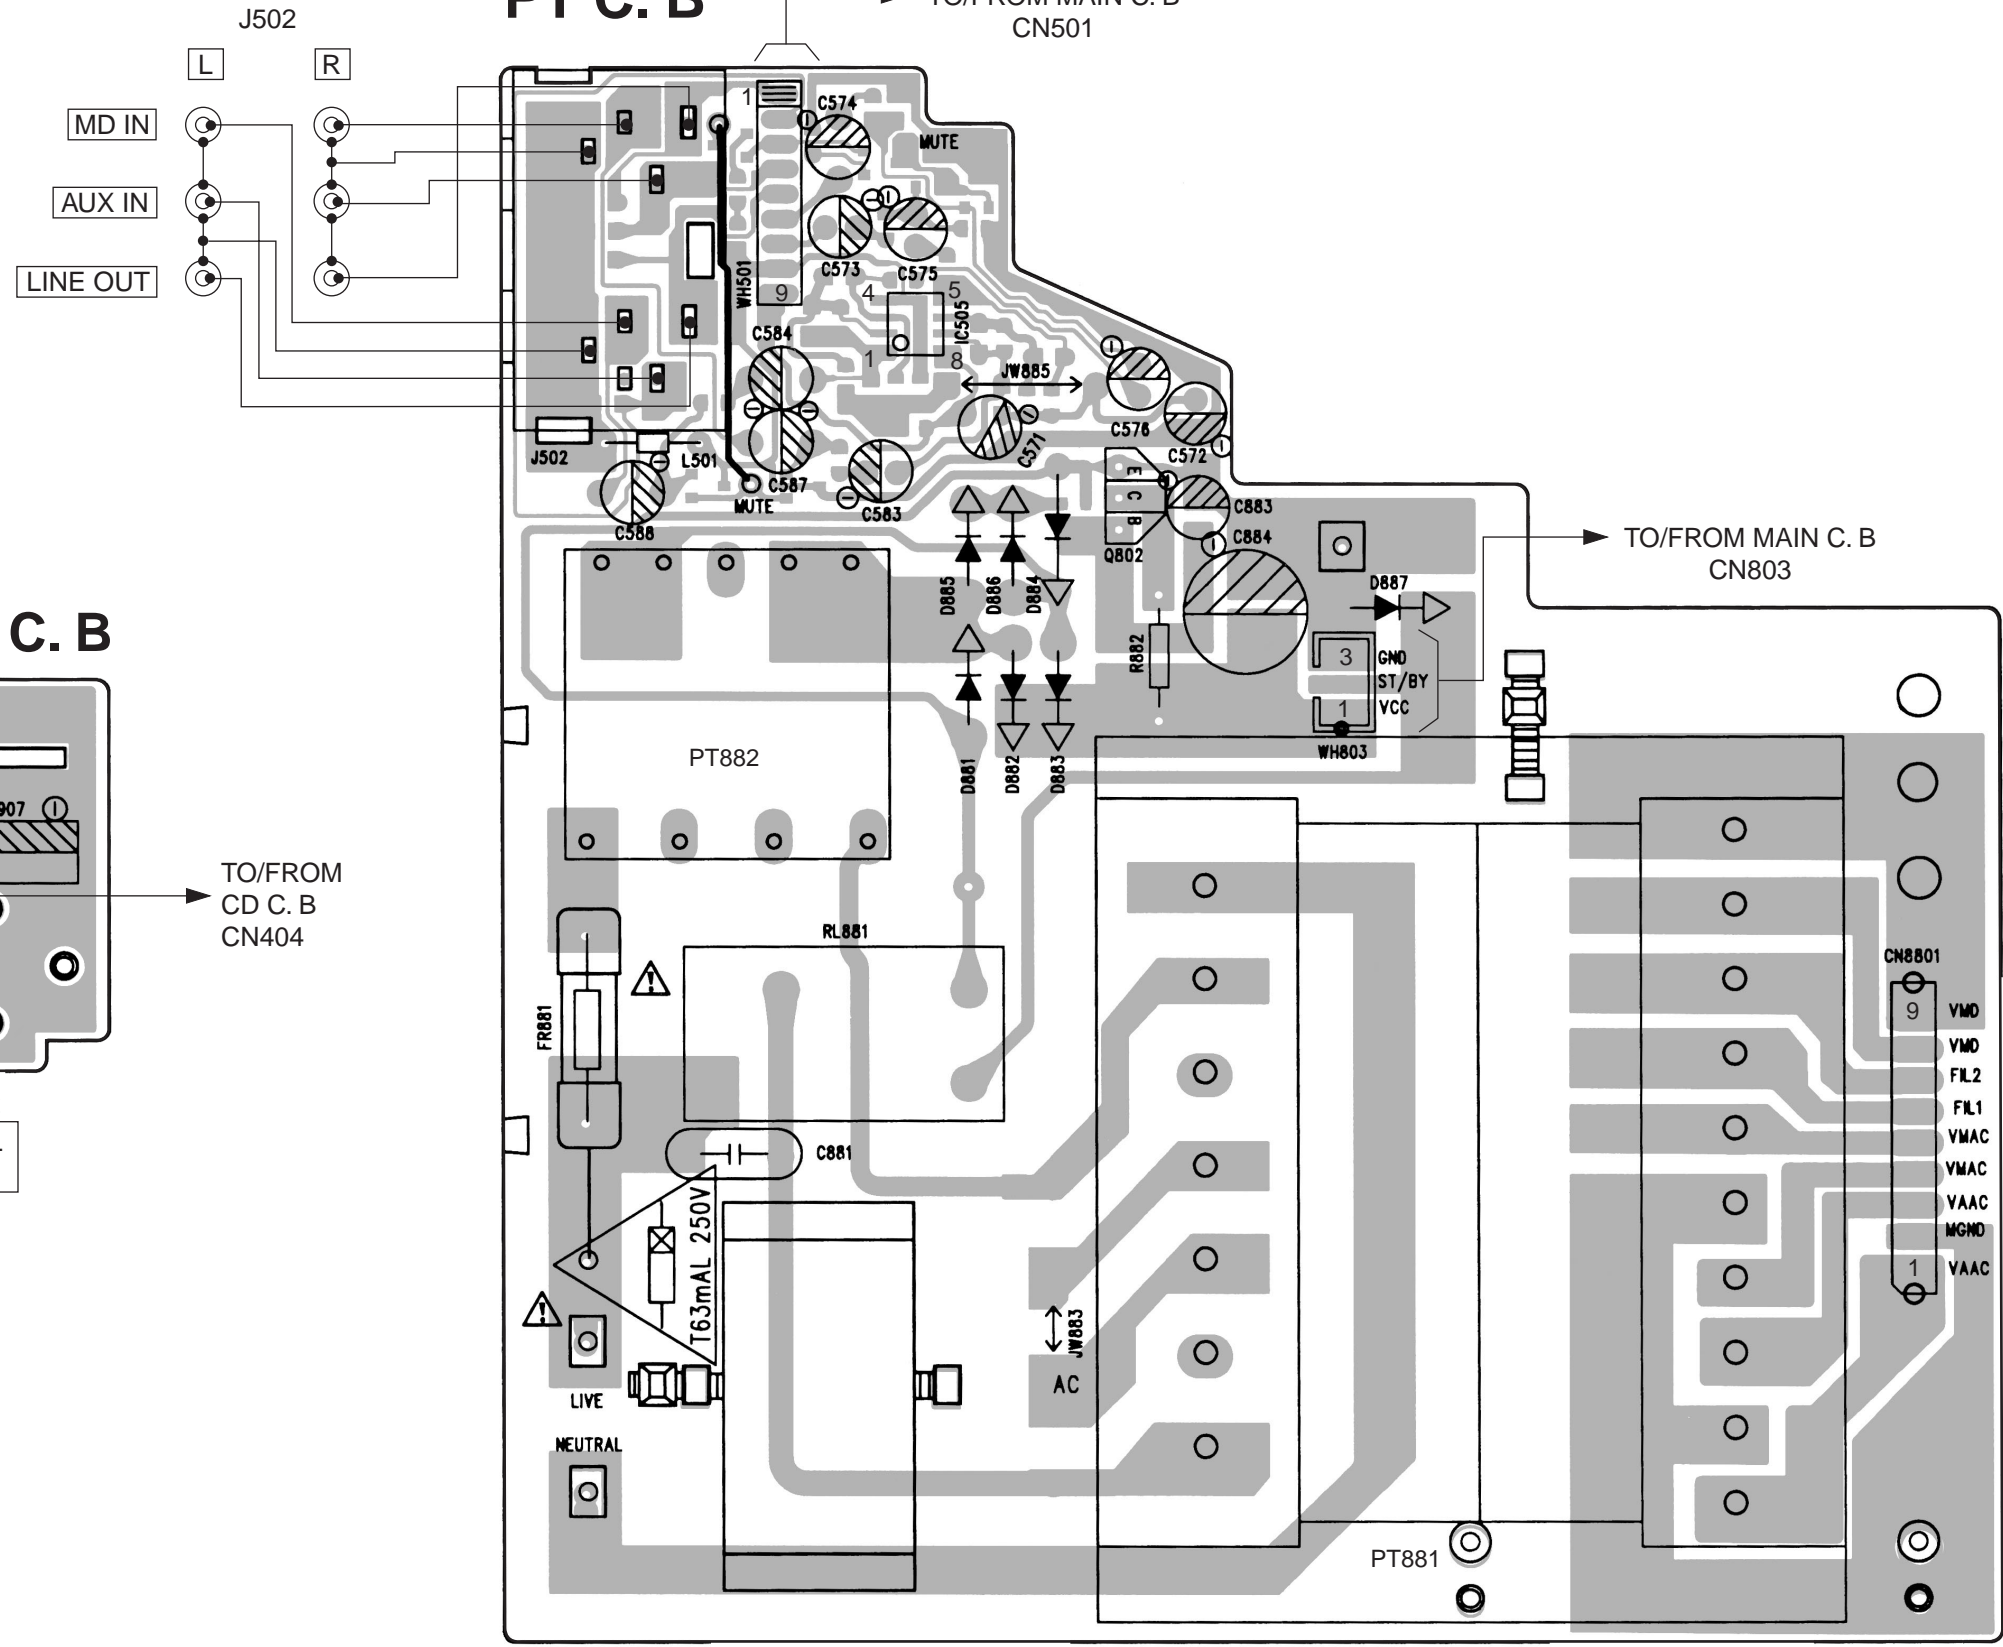 J502
PT C. B
TO/FROM MAIN C. B
CN501
L
R
MD IN
AUX IN
LINE OUT
1
C574
MUTE
C573
C575
WH501
9
4
5
IC505
C584
1
8
JW885
C576
C572
C571
J502
L501
C587
MUTE
C583
C588
E
C
B
Q802
C883
C884
TO/FROM MAIN C. B
CN803
D885
D886
D884
D887
R882
3
GND
ST/BY
1
VCC
WH803
C. B
PT882
D881
D882
D883
907
TO/FROM
CD C. B
CN404
RL881
FR881
CN8801
9
VMD
VMD
FIL2
FIL1
VMAC
VMAC
VAAC
MGND
1
VAAC
C881
T63mAL 250V
JW883
AC
LIVE
NEUTRAL
PT881